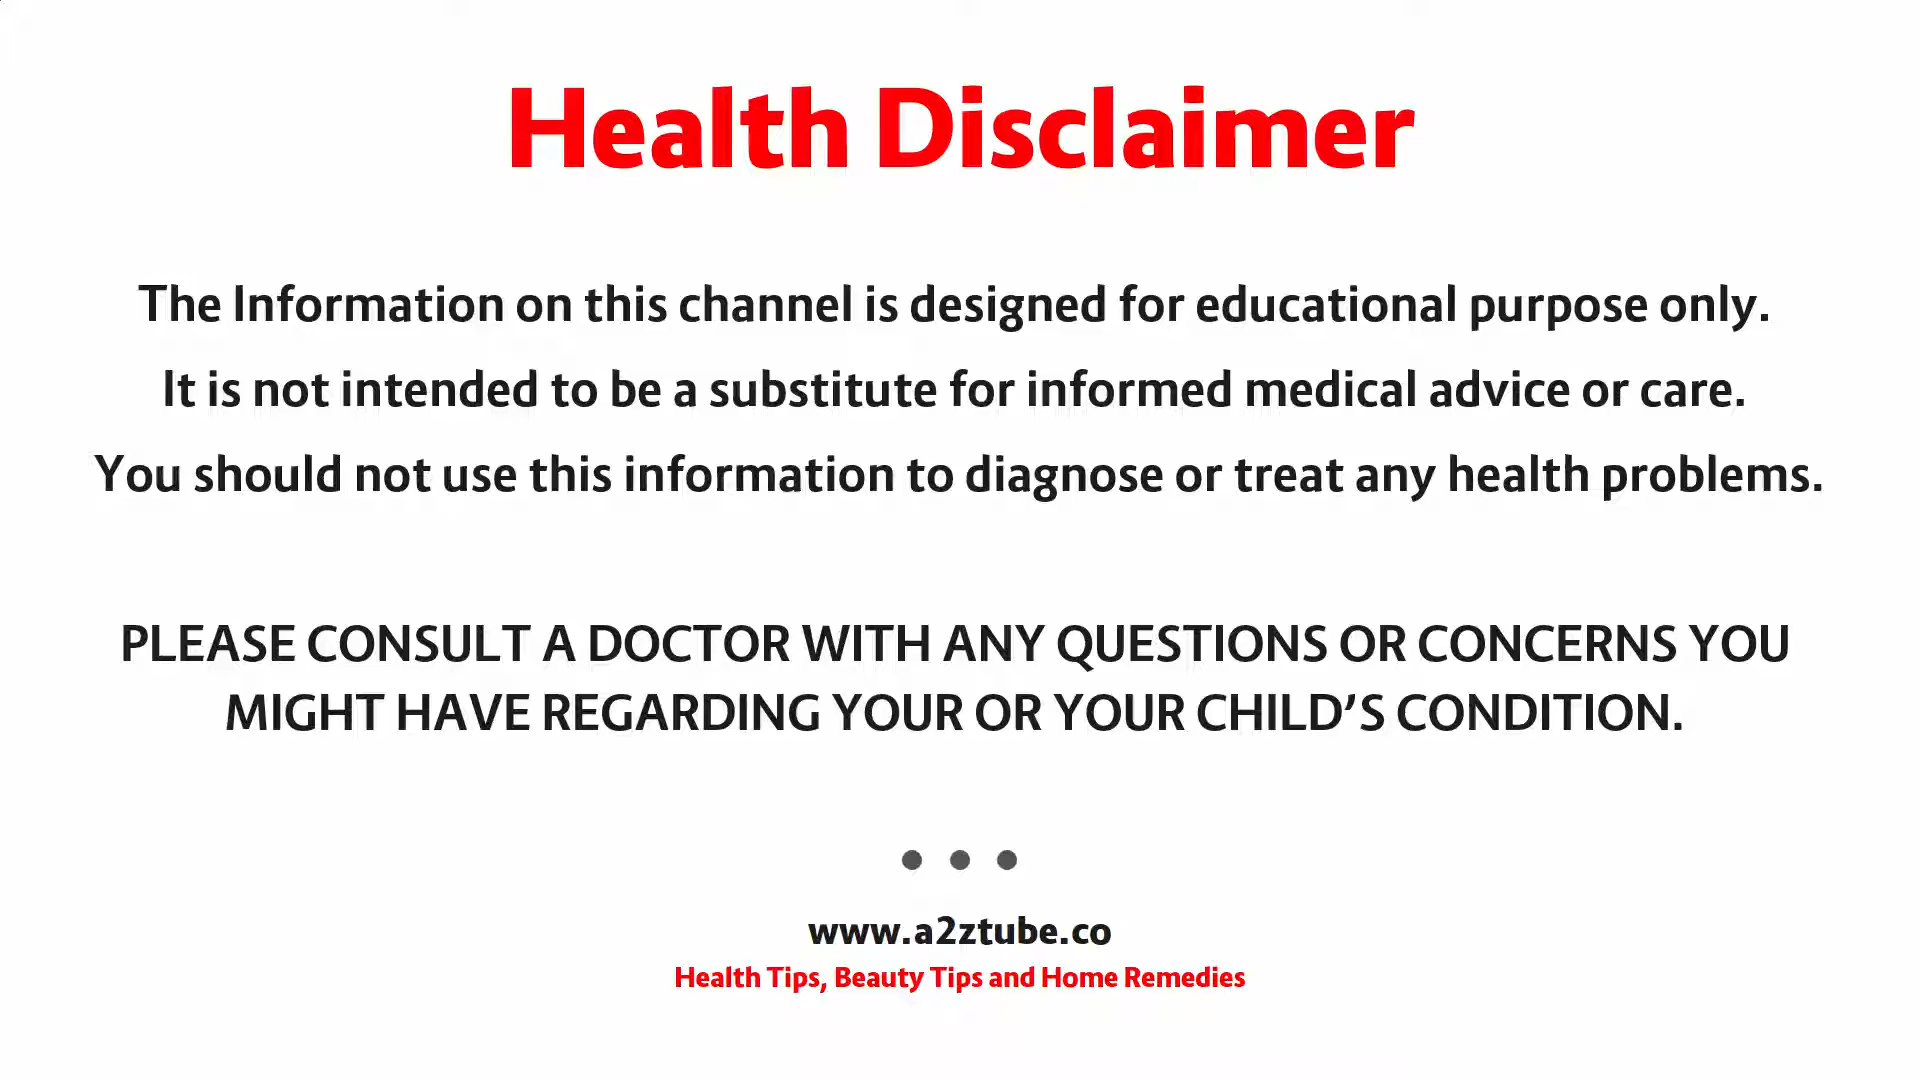 Health Disclaimer
The Information on this channel is designed for educational purpose only.
It is not intended to be a substitute for informed medical advice or care.
You should not use this information to diagnose or treat any health problems.
PLEASE CONSULT A DOCTOR WITH ANY QUESTIONS OR CONCERNS YOU
MIGHT HAVE REGARDING YOUR OR YOUR CHILD’S CONDITION.
www.a2ztube.co
Health Tips, Beauty Tips and Home Remedies